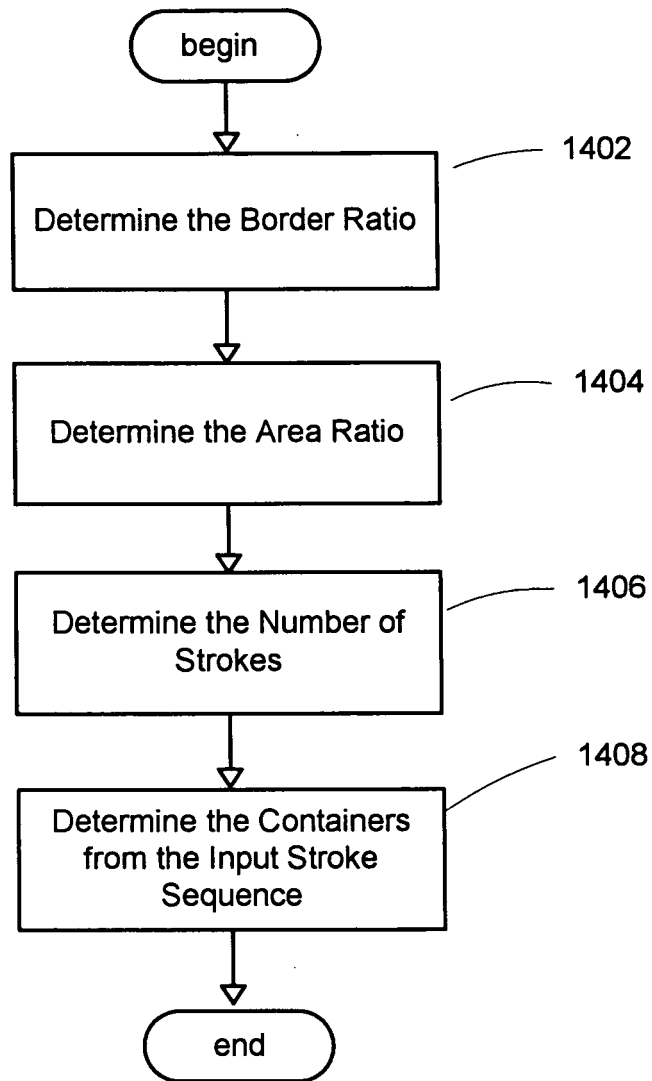 begin
1402
Determine the Border Ratio
1404
Determine the Area Ratio
1406
Determine the Number of
Strokes
1408
Determine the Containers
from the Input Stroke
Sequence
end